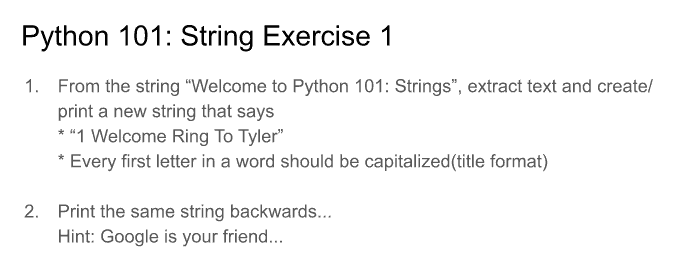 Python 101: String Exercise 1
1. From the string “Welcome to Python 101: Strings”, extract text and create/
print a new string that says
* “1 Welcome Ring To Tyler”
* Every first letter in a word should be capitalized(title format)
2. Print the same string backwards...
Hint: Google is your friend...